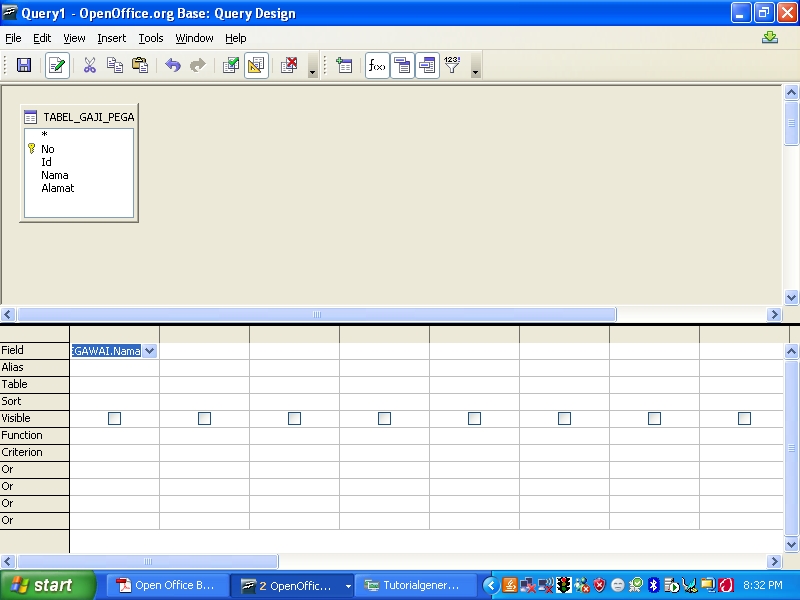 Query1 - OpenOffice.org Base: Query Design
File Edit View Insert Tools Window Help
f(x) 123!
TABEL_GAJI_PEGA
*
No
Id
Nama
Alamat
Field EGAWAI.Nama
Alias
Table
Sort
Visible
Function
Criterion
Or
Or
Or
Or
start Open Office B... 2 OpenOffic... Tutorialgener... 8:32 PM